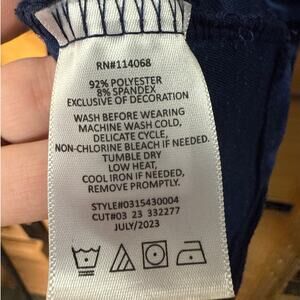 RN#114068
92% POLYESTER
8% SPANDEX
EXCLUSIVE OF DECORATION
WASH BEFORE WEARING
MACHINE WASH COLD,
DELICATE CYCLE,
NON-CHLORINE BLEACH IF NEEDED.
TUMBLE DRY
LOW HEAT,
COOL IRON IF NEEDED,
REMOVE PROMPTLY.
STYLE#0315430004
CUT#03 23 332277
JULY/2023